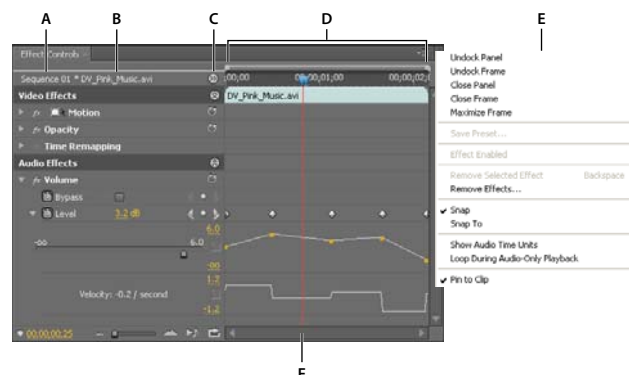 A B C D E
Effect Controls
Sequence 01 * DV_Pink_Music.avi
;00;00 00;00;01;00 00;00;02;
Video Effects
DV_Pink_Music.avi
fx Motion
fx Opacity
Time Remapping
Audio Effects
fx Volume
Bypass
Level 3.2 dB
6.0
-∞ 6.0
-∞
1.2
Velocity: -0.2 / second
-1.2
00;00;00;25
F
Undock Panel
Undock Frame
Close Panel
Close Frame
Maximize Frame
Save Preset...
Effect Enabled
Remove Selected Effect Backspace
Remove Effects...
Snap
Snap To
Show Audio Time Units
Loop During Audio-Only Playback
Pin to Clip